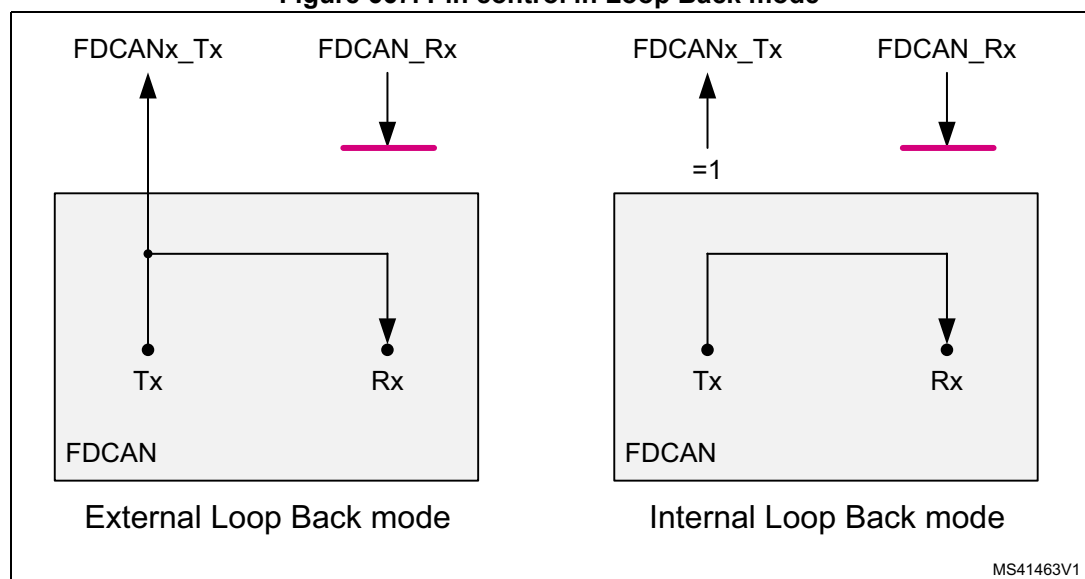 FDCANx_Tx FDCAN_Rx FDCANx_Tx FDCAN_Rx
=1
Tx Rx Tx Rx
FDCAN FDCAN
External Loop Back mode Internal Loop Back mode
MS41463V1